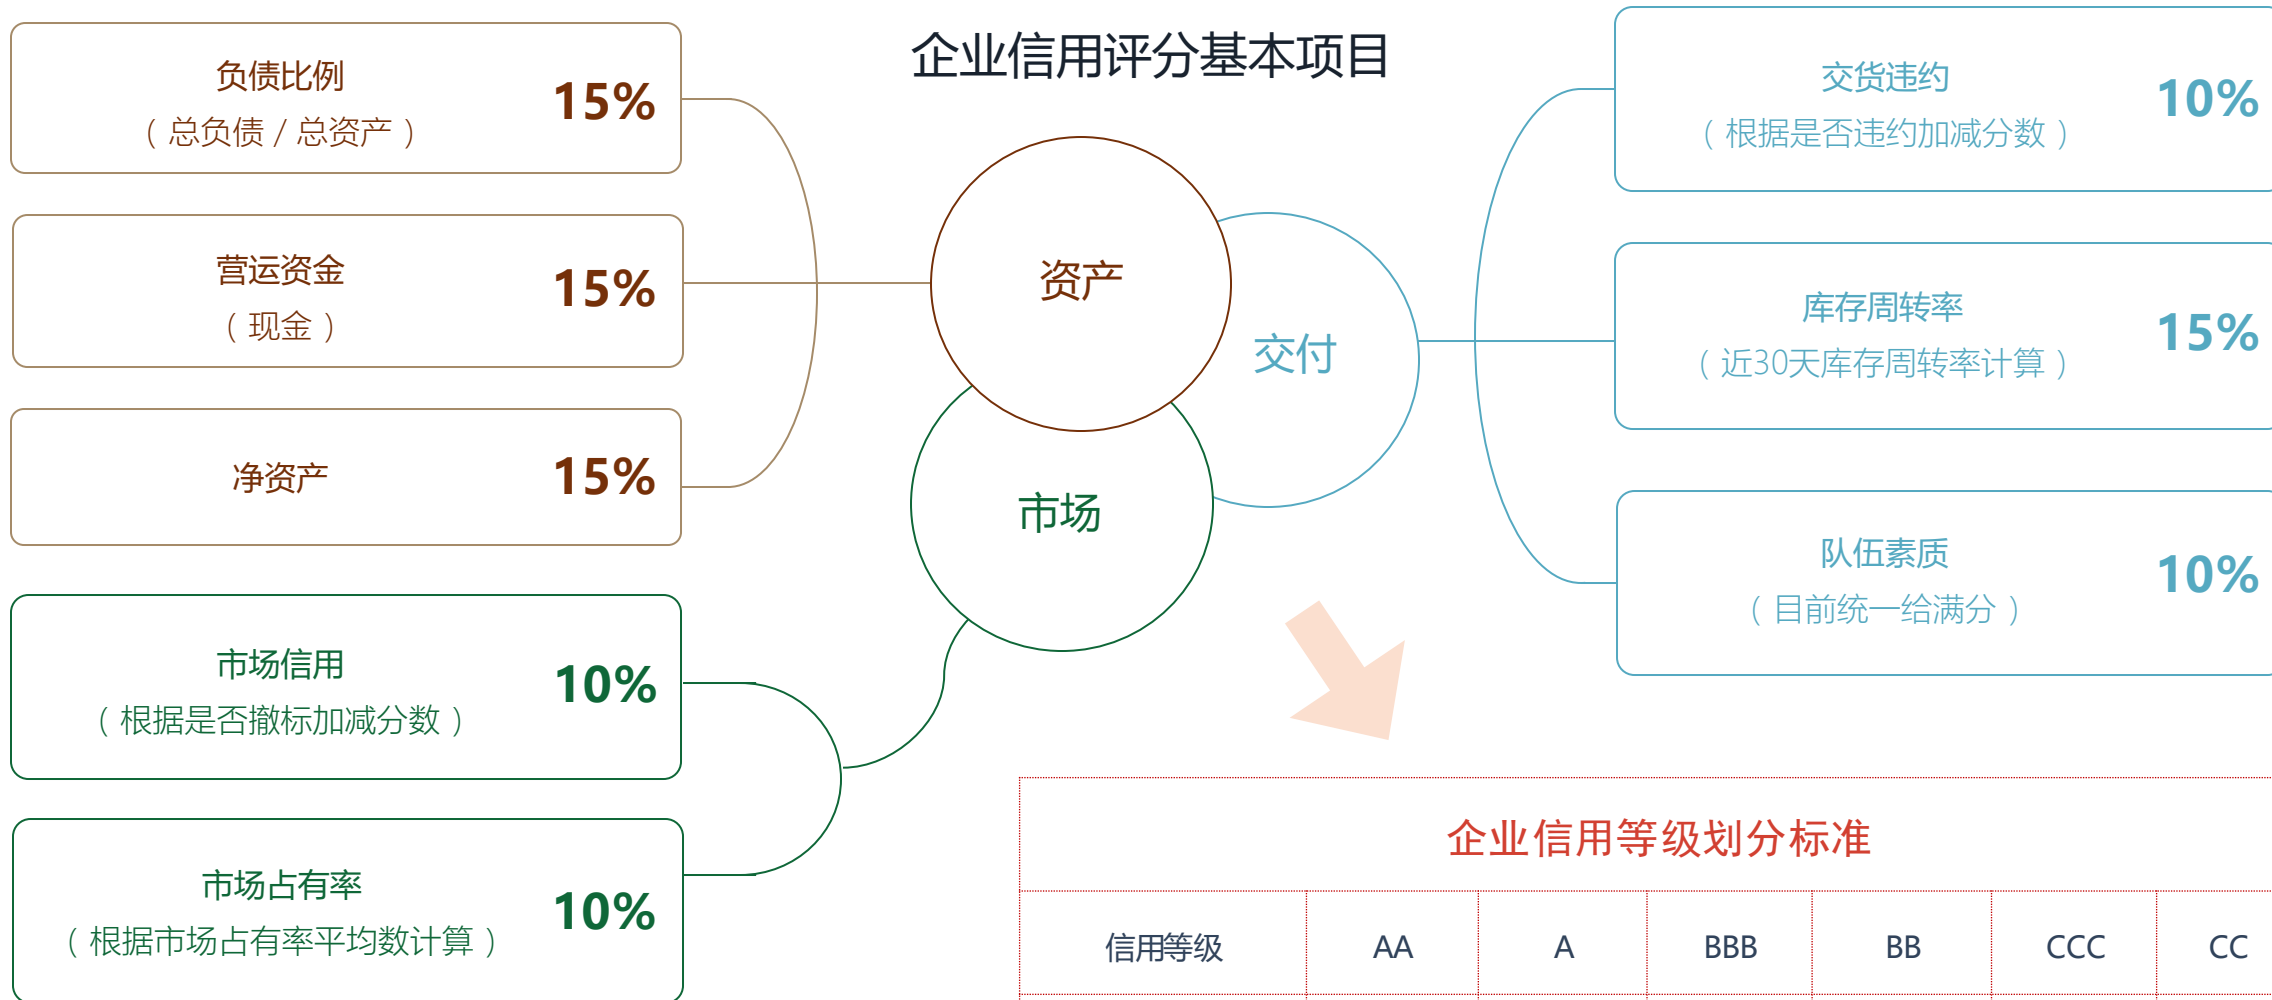 企业信用评分基本项目
负债比例
（ 总负债 / 总资产 ）
15%
营运资金
（ 现金 ）
15%
净资产
15%
市场信用
（ 根据是否撤标加减分数 ）
10%
市场占有率
（ 根据市场占有率平均数计算 ）
10%
资产
交付
市场
交货违约
（ 根据是否违约加减分数 ）
10%
库存周转率
（ 近30天库存周转率计算 ）
15%
队伍素质
（ 目前统一给满分 ）
10%
企业信用等级划分标准
信用等级 AA A BBB BB CCC CC